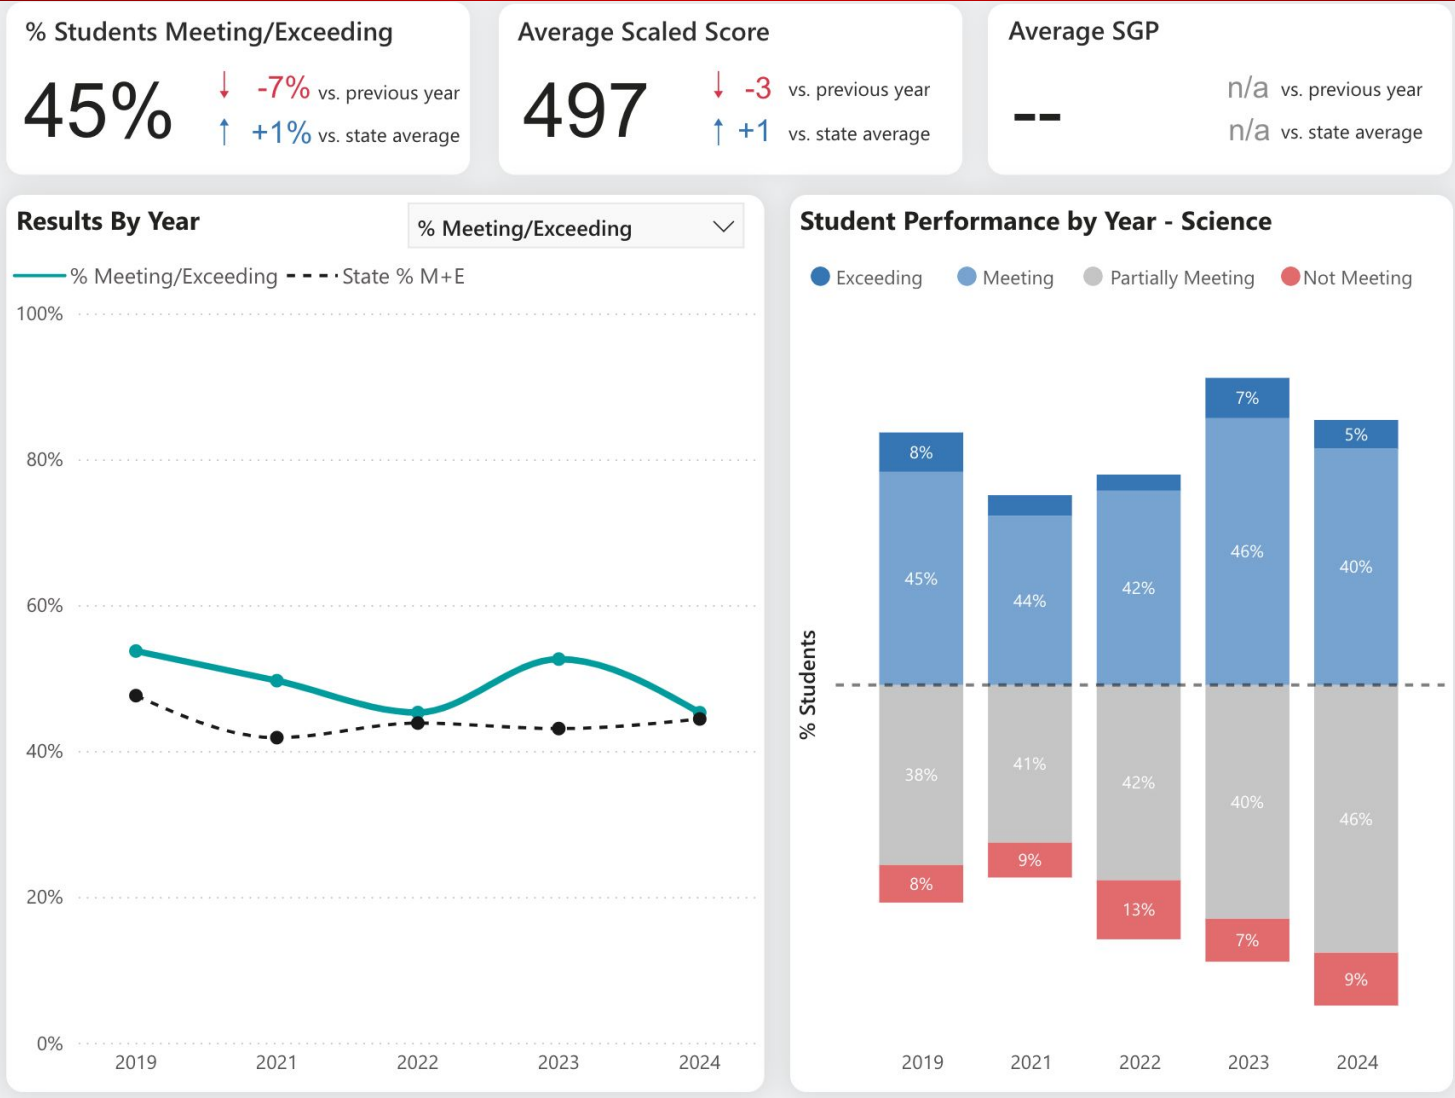 % Students Meeting/Exceeding
45%
-7% vs. previous year
+1% vs. state average
Average Scaled Score
497
-3 vs. previous year
+1 vs. state average
Average SGP
--
n/a vs. previous year
n/a vs. state average
Results By Year
% Meeting/Exceeding
% Meeting/Exceeding State % M+E
100%
80%
60%
40%
20%
0%
2019 2021 2022 2023 2024
Student Performance by Year - Science
Exceeding Meeting Partially Meeting Not Meeting
% Students
8%
45%
38%
8%
44%
41%
9%
42%
42%
13%
7%
46%
40%
7%
5%
40%
46%
9%
2019 2021 2022 2023 2024